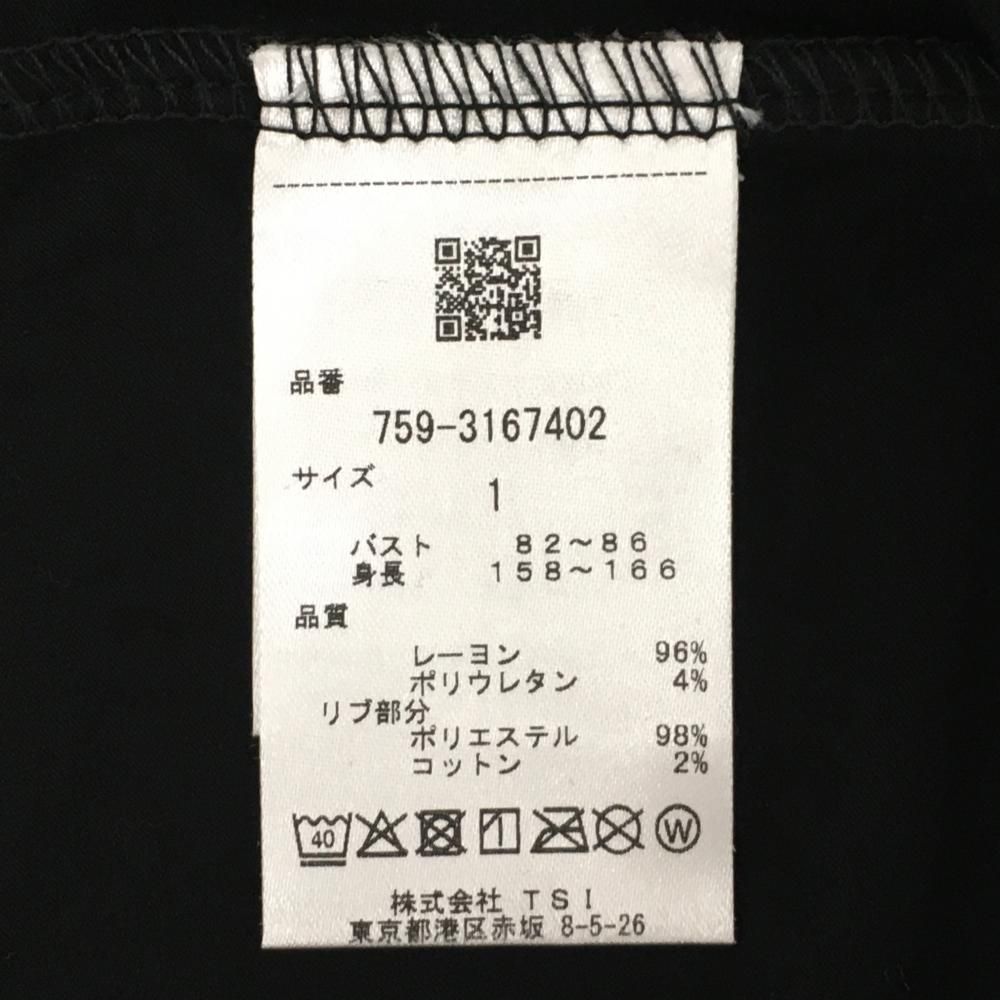 品番
759-3167402
サイズ
1
バスト 82～86
身長 158～166
品質
レーヨン 96%
ポリウレタン 4%
リブ部分
ポリエステル 98%
コットン 2%
40 W
株式会社 TSI
東京都港区赤坂 8-5-26